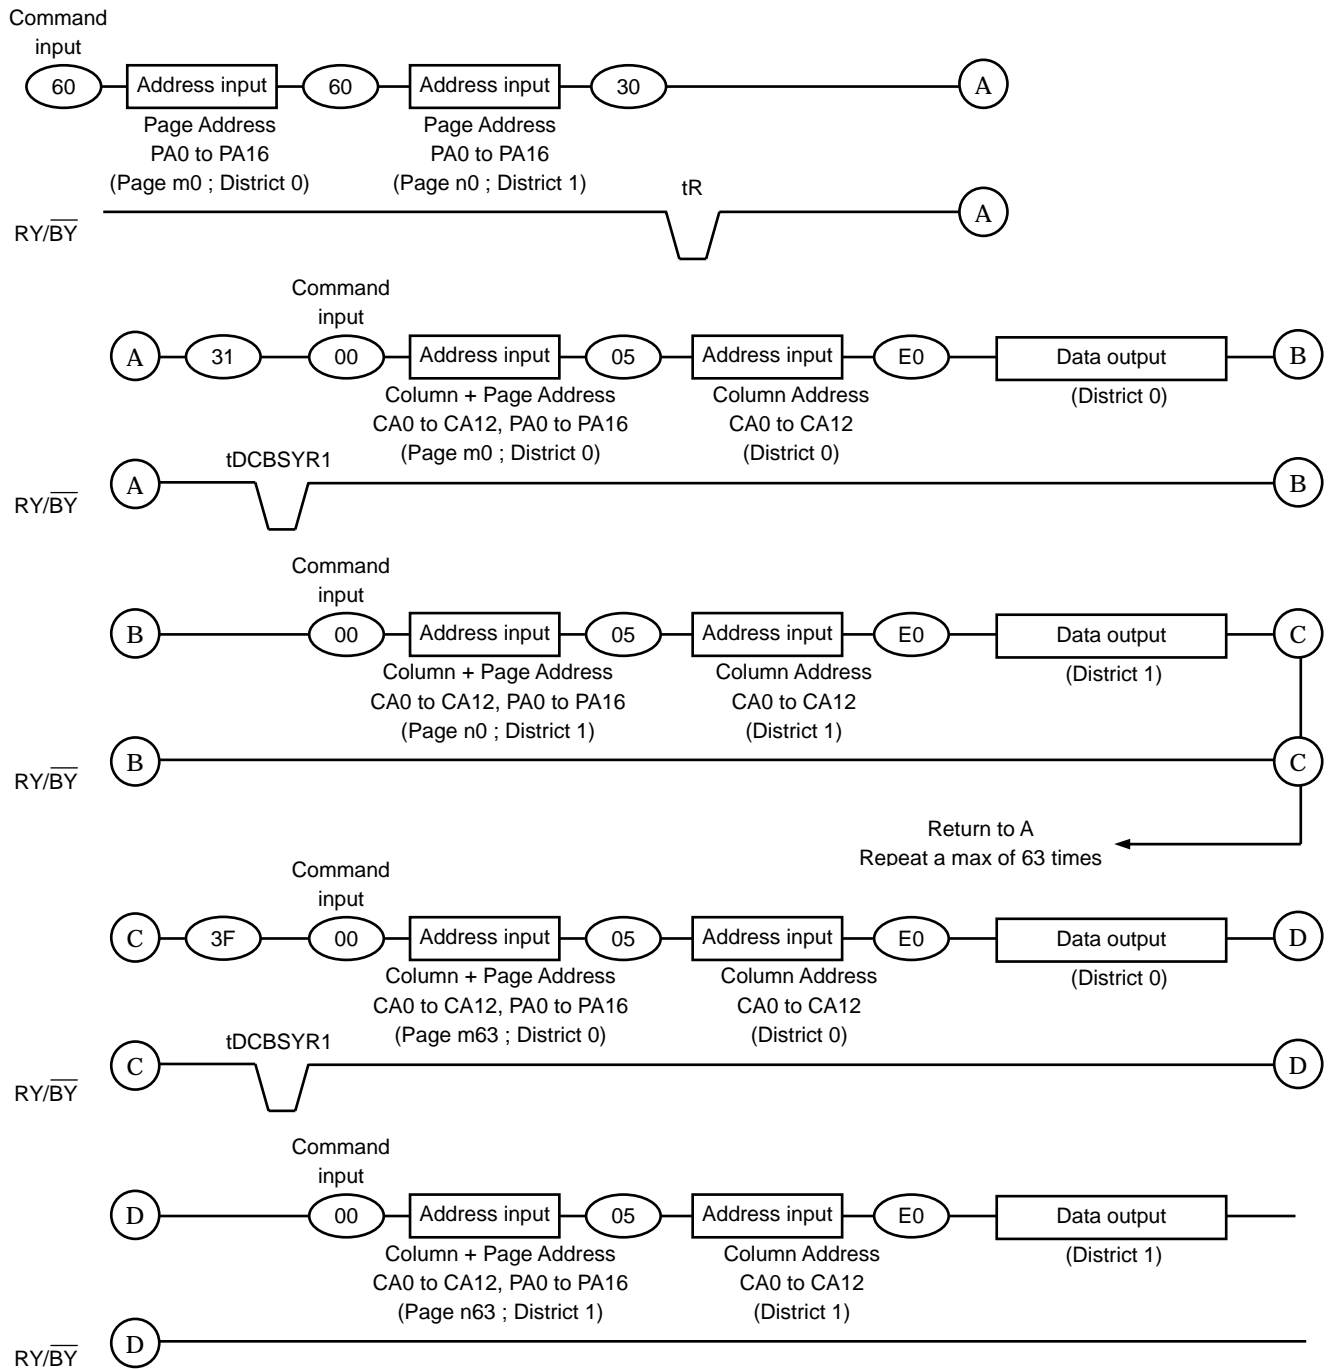 Command
input
60 Address input 60 Address input 30 A
Page Address Page Address
PA0 to PA16 PA0 to PA16
(Page m0 ; District 0) (Page n0 ; District 1)
tR
RY/BY A
Command
input
A 31 00 Address input 05 Address input E0 Data output B
Column + Page Address Column Address (District 0)
CA0 to CA12, PA0 to PA16 CA0 to CA12
(Page m0 ; District 0) (District 0)
tDCBSYR1
RY/BY A B
Command
input
B 00 Address input 05 Address input E0 Data output C
Column + Page Address Column Address (District 1)
CA0 to CA12, PA0 to PA16 CA0 to CA12
(Page n0 ; District 1) (District 1)
RY/BY B C
Return to A
Repeat a max of 63 times
Command
input
C 3F 00 Address input 05 Address input E0 Data output D
Column + Page Address Column Address (District 0)
CA0 to CA12, PA0 to PA16 CA0 to CA12
(Page m63 ; District 0) (District 0)
tDCBSYR1
RY/BY C D
Command
input
D 00 Address input 05 Address input E0 Data output
Column + Page Address Column Address (District 1)
CA0 to CA12, PA0 to PA16 CA0 to CA12
(Page n63 ; District 1) (District 1)
RY/BY D